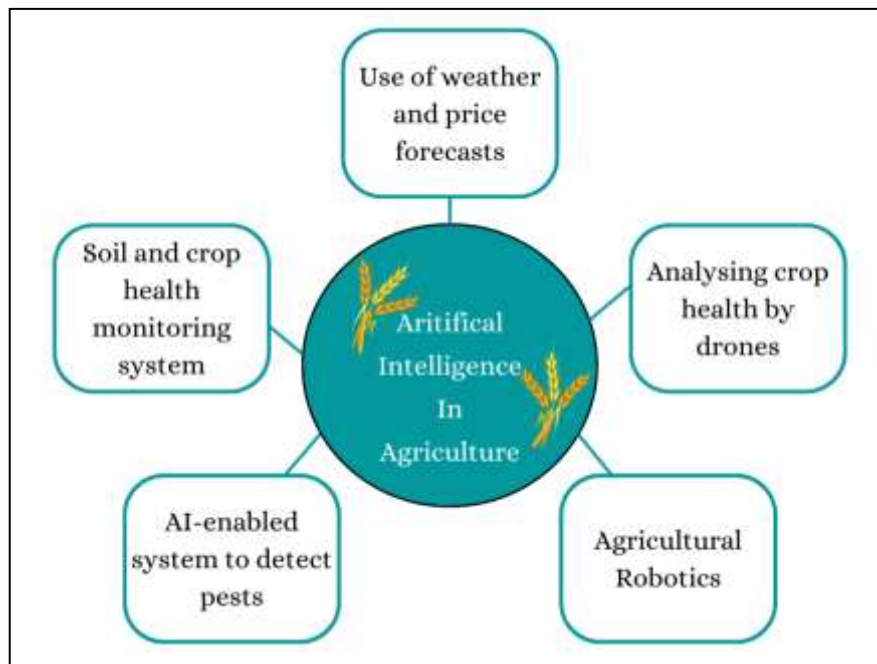 Use of weather
and price
forecasts
Soil and crop
health
monitoring
system
Analysing crop
health by
drones
Aritifical
Intelligence
In
Agriculture
AI-enabled
system to detect
pests
Agricultural
Robotics